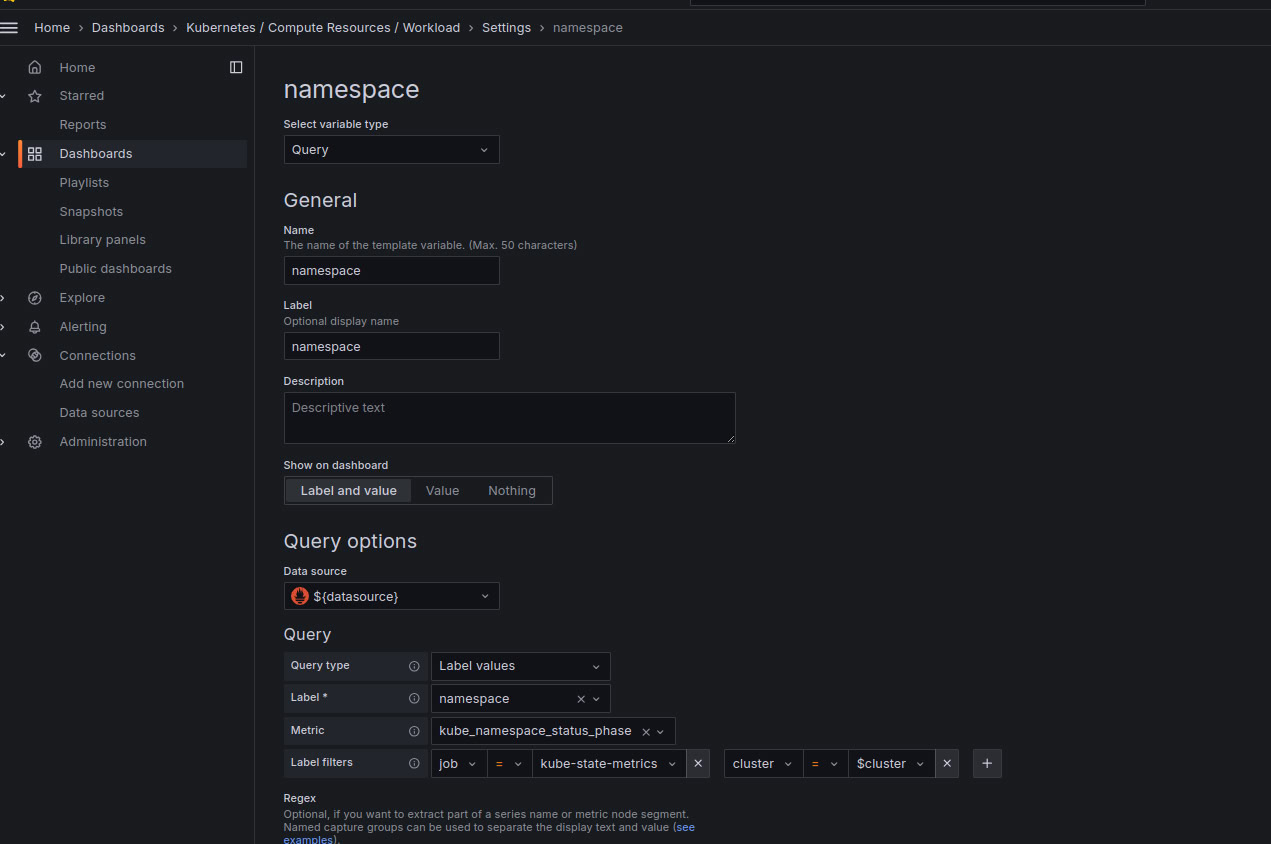 Home › Dashboards › Kubernetes / Compute Resources / Workload › Settings › namespace
Home
Starred
Reports
Dashboards
Playlists
Snapshots
Library panels
Public dashboards
Explore
Alerting
Connections
Add new connection
Data sources
Administration
namespace
Select variable type
Query
General
Name
The name of the template variable. (Max. 50 characters)
namespace
Label
Optional display name
namespace
Description
Descriptive text
Show on dashboard
Label and value Value Nothing
Query options
Data source
${datasource}
Query
Query type Label values
Label * namespace
Metric kube_namespace_status_phase
Label filters job = kube-state-metrics cluster = $cluster
Regex
Optional, if you want to extract part of a series name or metric node segment.
Named capture groups can be used to separate the display text and value (see
examples).